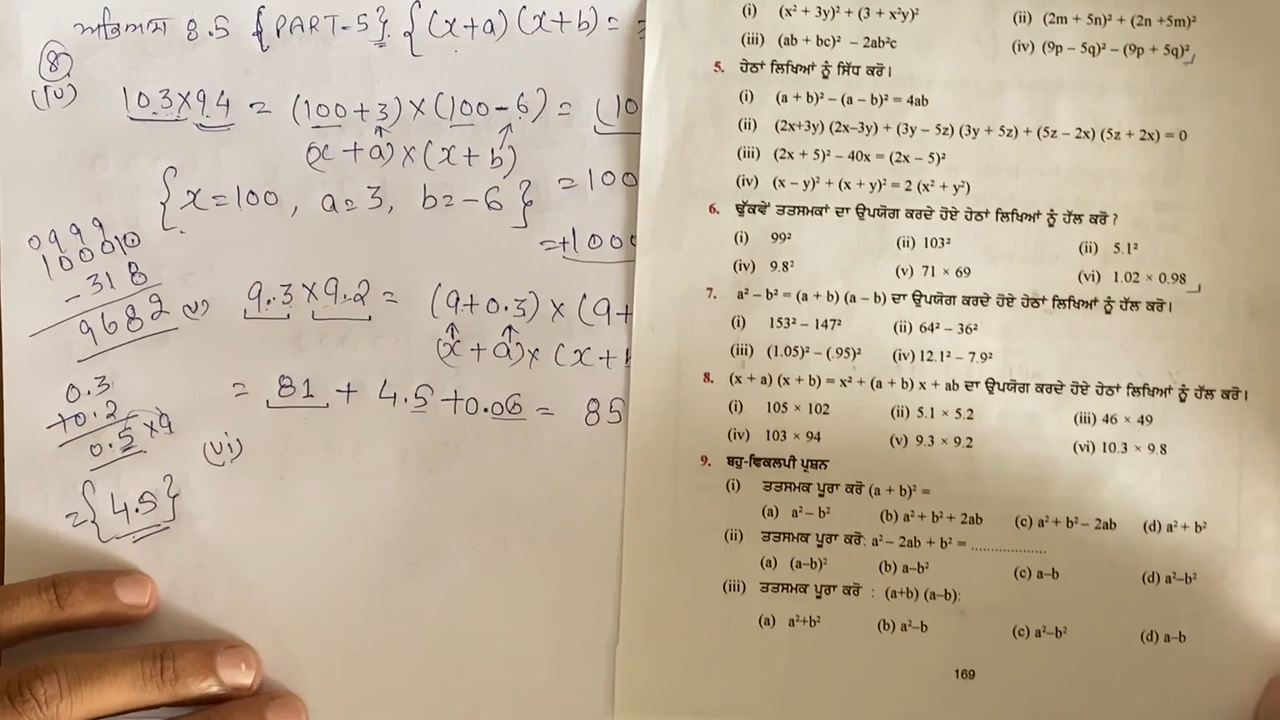 ਅਭਿਆਸ 8.5 {PART-5}. {(x+a)(x+b) =
8
(iv) 103×94 = (100+3)×(100-6) = (10
(x+a)×(x+b)
{x=100, a=3, b=-6} = 100
=+1000
0999
100010
-318
9682
(v) 9.3×9.2 = (9+0.3)×(9+
(x+a)×(x+
0.3
+0.2
0.5×9
={4.5}
= 81 + 4.5 +0.06 = 85
(vi)
(i) (x² + 3y)² + (3 + x²y)² (ii) (2m + 5n)² + (2n +5m)²
(iii) (ab + bc)² – 2ab²c (iv) (9p – 5q)² – (9p + 5q)²
5. ਹੇਠਾਂ ਲਿਖਿਆਂ ਨੂੰ ਸਿੱਧ ਕਰੋ।
(i) (a + b)² – (a – b)² = 4ab
(ii) (2x+3y) (2x–3y) + (3y – 5z) (3y + 5z) + (5z – 2x) (5z + 2x) = 0
(iii) (2x + 5)² – 40x = (2x – 5)²
(iv) (x – y)² + (x + y)² = 2 (x² + y²)
6. ਢੁੱਕਵੇਂ ਤਤਸਮਕਾਂ ਦਾ ਉਪਯੋਗ ਕਰਦੇ ਹੋਏ ਹੇਠਾਂ ਲਿਖਿਆਂ ਨੂੰ ਹੱਲ ਕਰੋ ?
(i) 99² (ii) 103² (ii) 5.1²
(iv) 9.8² (v) 71 × 69 (vi) 1.02 × 0.98
7. a² – b² = (a + b) (a – b) ਦਾ ਉਪਯੋਗ ਕਰਦੇ ਹੋਏ ਹੇਠਾਂ ਲਿਖਿਆਂ ਨੂੰ ਹੱਲ ਕਰੋ।
(i) 153² – 147² (ii) 64² – 36²
(iii) (1.05)² – (.95)² (iv) 12.1² – 7.9²
8. (x + a) (x + b) = x² + (a + b) x + ab ਦਾ ਉਪਯੋਗ ਕਰਦੇ ਹੋਏ ਹੇਠਾਂ ਲਿਖਿਆਂ ਨੂੰ ਹੱਲ ਕਰੋ।
(i) 105 × 102 (ii) 5.1 × 5.2 (iii) 46 × 49
(iv) 103 × 94 (v) 9.3 × 9.2 (vi) 10.3 × 9.8
9. ਬਹੁ-ਵਿਕਲਪੀ ਪ੍ਰਸ਼ਨ
(i) ਤਤਸਮਕ ਪੂਰਾ ਕਰੋ (a + b)² =
(a) a² – b² (b) a² + b² + 2ab (c) a² + b² – 2ab (d) a² + b²
(ii) ਤਤਸਮਕ ਪੂਰਾ ਕਰੋ: a² – 2ab + b² = ...................
(a) (a–b)² (b) a–b² (c) a–b (d) a²–b²
(iii) ਤਤਸਮਕ ਪੂਰਾ ਕਰੋ : (a+b) (a–b):
(a) a²+b² (b) a²–b (c) a²–b² (d) a–b
169